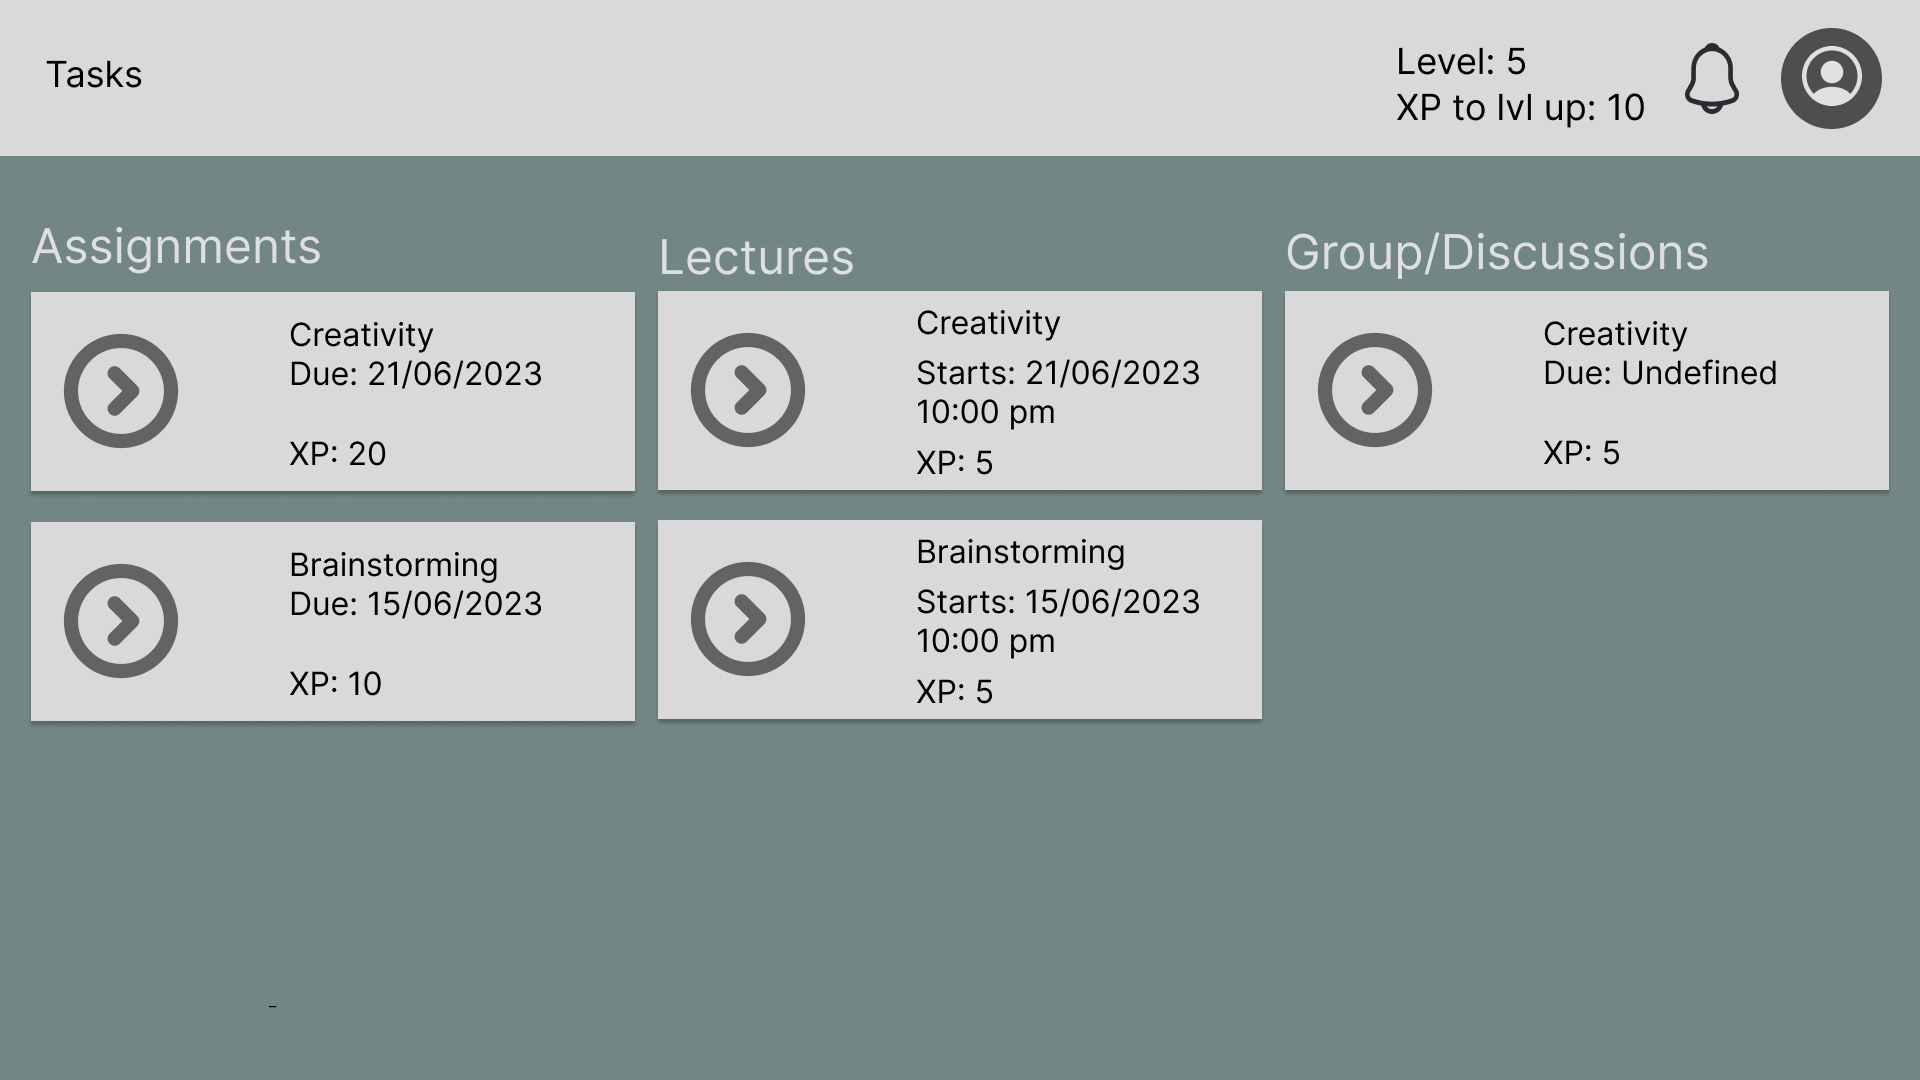 Tasks
Level: 5
XP to lvl up: 10
Assignments
Creativity
Due: 21/06/2023
XP: 20
Brainstorming
Due: 15/06/2023
XP: 10
Lectures
Creativity
Starts: 21/06/2023
10:00 pm
XP: 5
Brainstorming
Starts: 15/06/2023
10:00 pm
XP: 5
Group/Discussions
Creativity
Due: Undefined
XP: 5
-